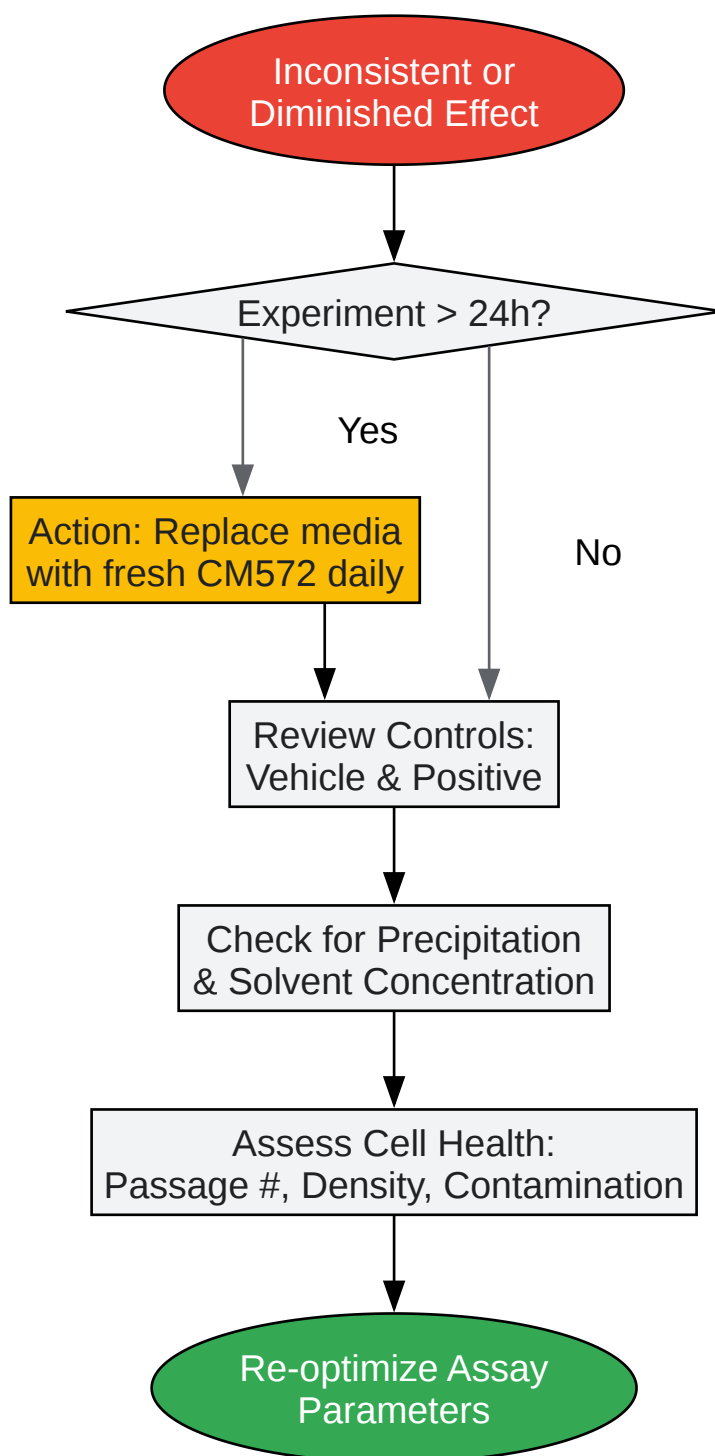 Inconsistent or
Diminished Effect
Experiment > 24h?
Yes
Action: Replace media
with fresh CM572 daily
No
Review Controls:
Vehicle & Positive
Check for Precipitation
& Solvent Concentration
Assess Cell Health:
Passage #, Density, Contamination
Re-optimize Assay
Parameters